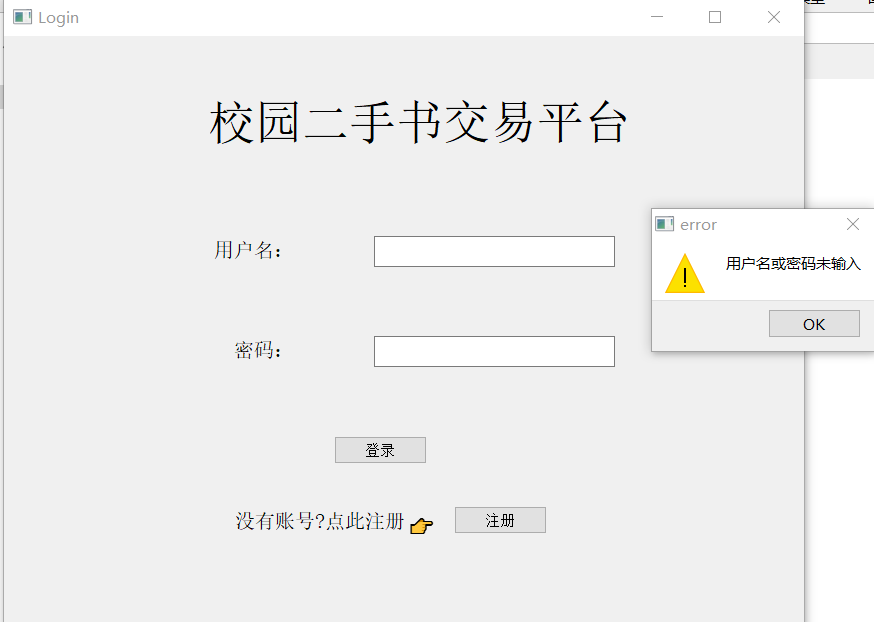 Login
校园二手书交易平台
用户名：
error
用户名或密码未输入
OK
密码：
登录
没有账号?点此注册👉
注册